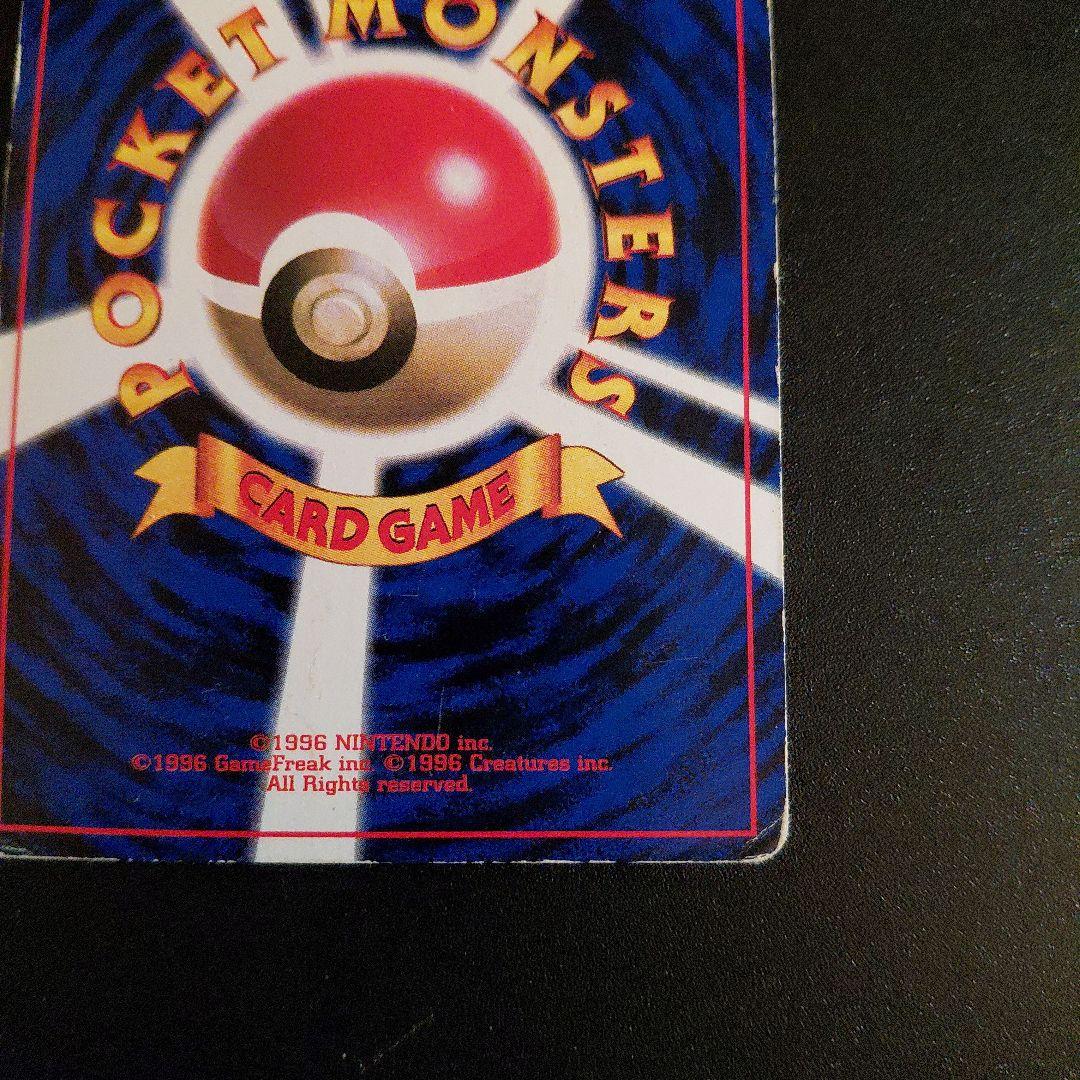 POCKET MONSTERS
CARD GAME
©1996 NINTENDO inc.
©1996 GameFreak inc. ©1996 Creatures inc.
All Rights reserved.